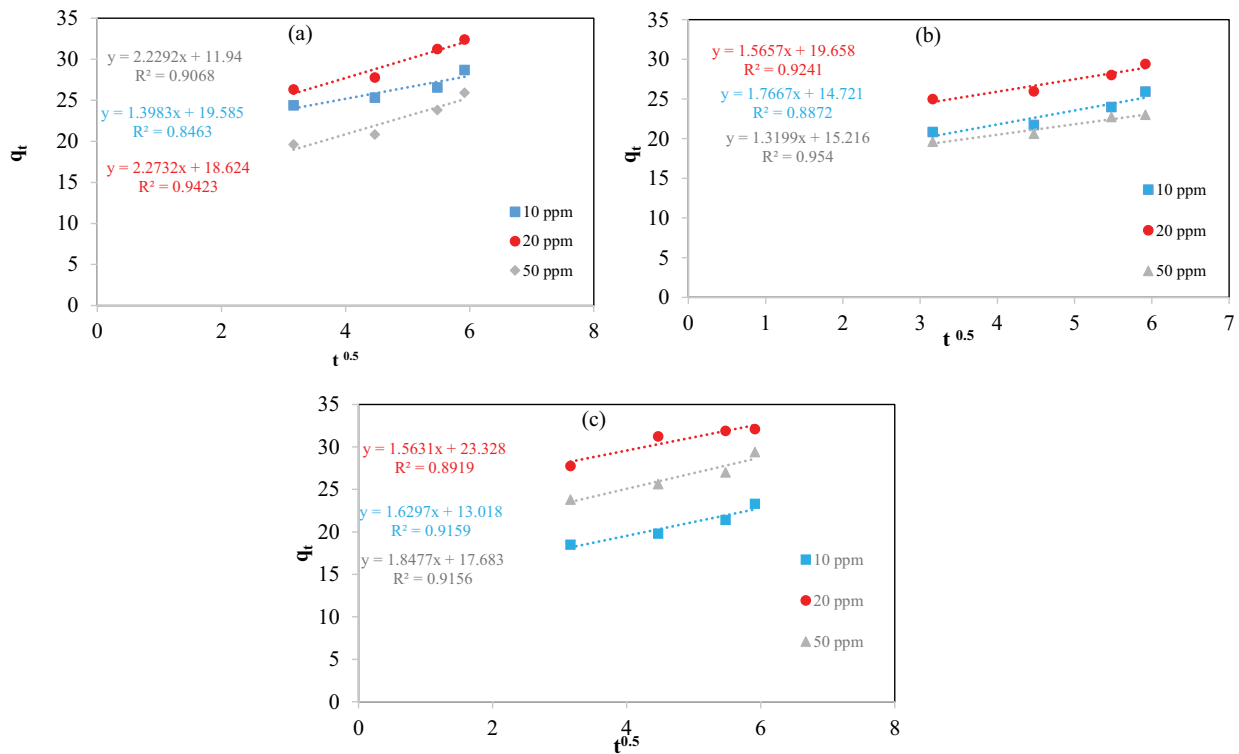 (a)
35
30
25
20
15
10
5
0
q_t
y = 2.2292x + 11.94
R² = 0.9068
y = 1.3983x + 19.585
R² = 0.8463
y = 2.2732x + 18.624
R² = 0.9423
10 ppm
20 ppm
50 ppm
0 2 4 6 8
t^0.5
(b)
35
30
25
20
15
10
5
0
q_t
y = 1.5657x + 19.658
R² = 0.9241
y = 1.7667x + 14.721
R² = 0.8872
y = 1.3199x + 15.216
R² = 0.954
10 ppm
20 ppm
50 ppm
0 1 2 3 4 5 6 7
t^0.5
(c)
35
30
25
20
15
10
5
0
q_t
y = 1.5631x + 23.328
R² = 0.8919
y = 1.6297x + 13.018
R² = 0.9159
y = 1.8477x + 17.683
R² = 0.9156
10 ppm
20 ppm
50 ppm
0 2 4 6 8
t^0.5